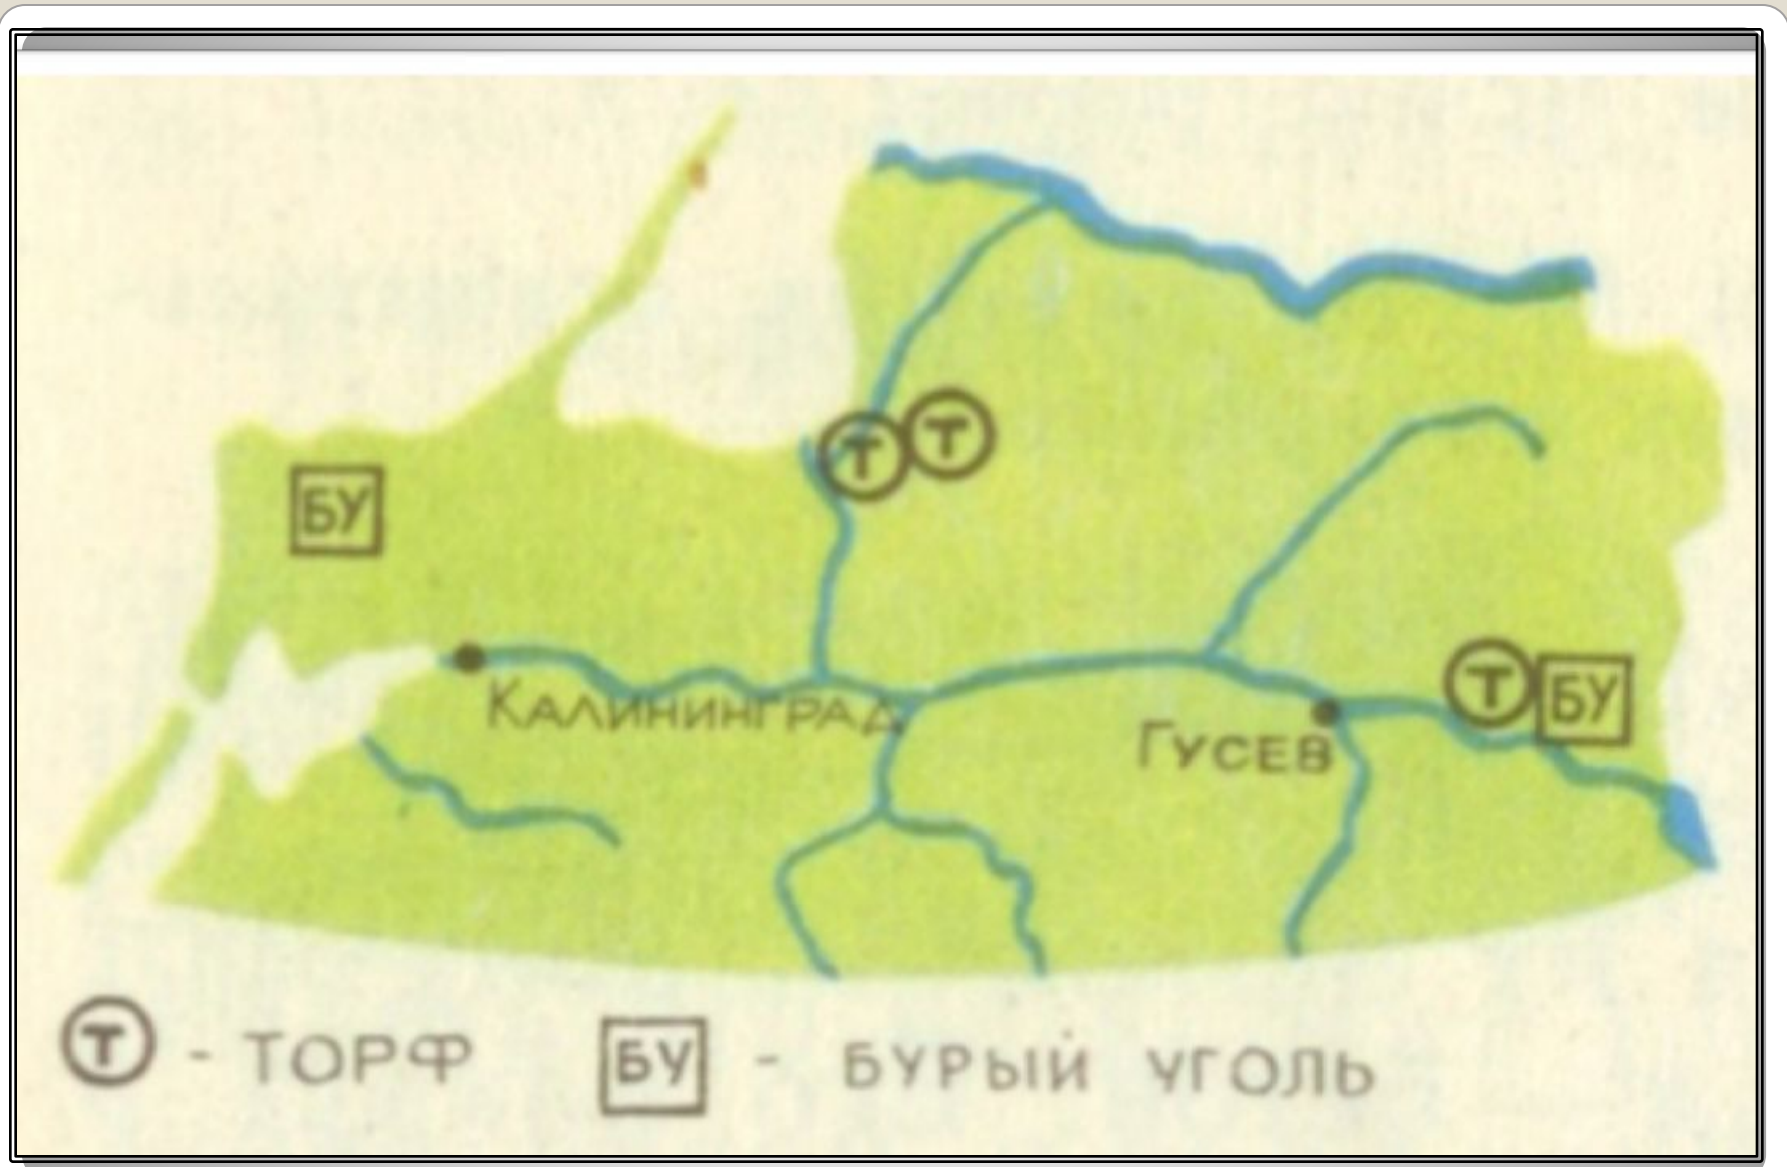 БУ
Т Т
КАЛИНИНГРАД
ГУСЕВ
Т БУ
Т - ТОРФ БУ - БУРЫЙ УГОЛЬ